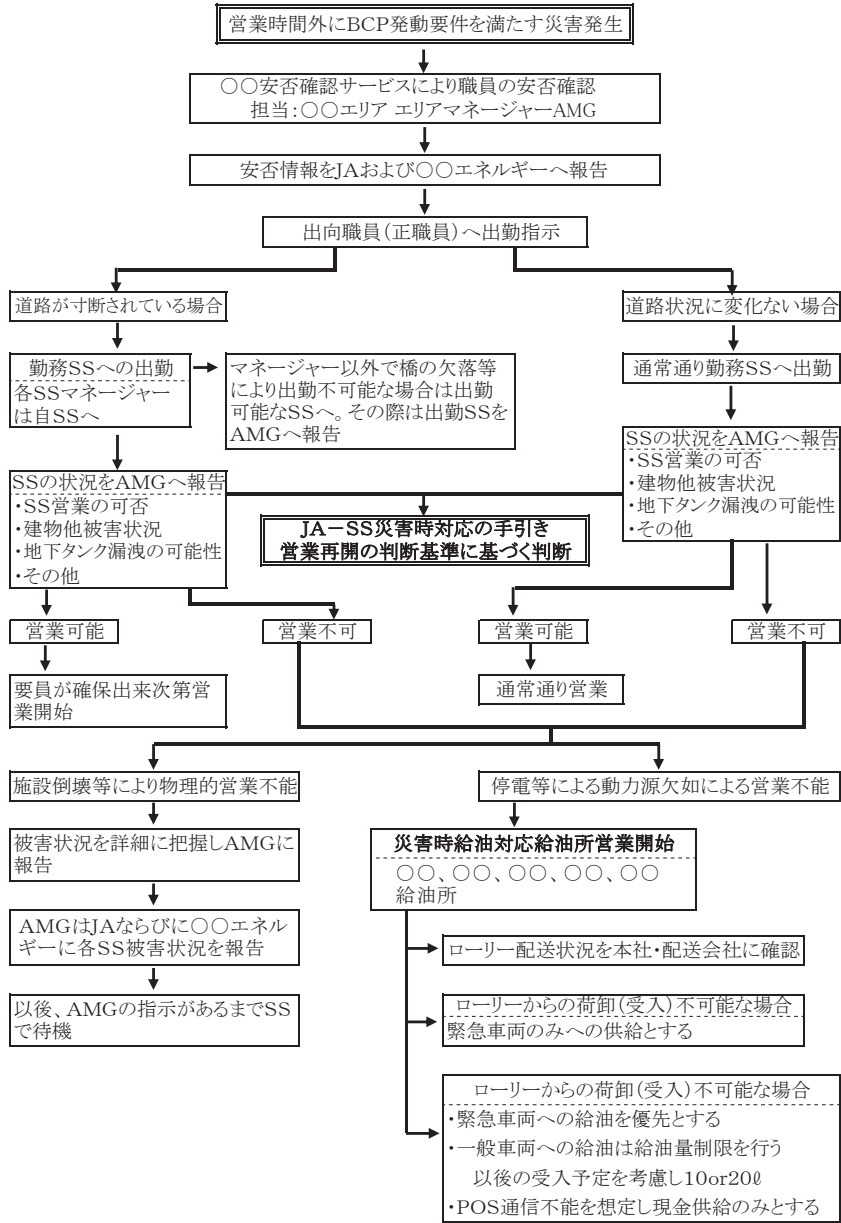 営業時間外にBCP発動要件を満たす災害発生
○○安否確認サービスにより職員の安否確認
担当:○○エリア エリアマネージャーAMG
安否情報をJAおよび○○エネルギーへ報告
出向職員(正職員)へ出勤指示
道路が寸断されている場合
道路状況に変化ない場合
勤務SSへの出勤
各SSマネージャー
は自SSへ
マネージャー以外で橋の欠落等
により出勤不可能な場合は出勤
可能なSSへ。その際は出勤SSを
AMGへ報告
通常通り勤務SSへ出勤
SSの状況をAMGへ報告
・SS営業の可否
・建物他被害状況
・地下タンク漏洩の可能性
・その他
JA-SS災害時対応の手引き
営業再開の判断基準に基づく判断
SSの状況をAMGへ報告
・SS営業の可否
・建物他被害状況
・地下タンク漏洩の可能性
・その他
営業可能
営業不可
営業可能
営業不可
要員が確保出来次第営
業開始
通常通り営業
施設倒壊等により物理的営業不能
停電等による動力源欠如による営業不能
被害状況を詳細に把握しAMGに
報告
AMGはJAならびに○○エネル
ギーに各SS被害状況を報告
以後、AMGの指示があるまでSS
で待機
災害時給油対応給油所営業開始
○○、○○、○○、○○、○○
給油所
ローリー配送状況を本社・配送会社に確認
ローリーからの荷卸(受入)不可能な場合
緊急車両のみへの供給とする
ローリーからの荷卸(受入)不可能な場合
・緊急車両への給油を優先とする
・一般車両への給油は給油量制限を行う
以後の受入予定を考慮し10or20ℓ
・POS通信不能を想定し現金供給のみとする